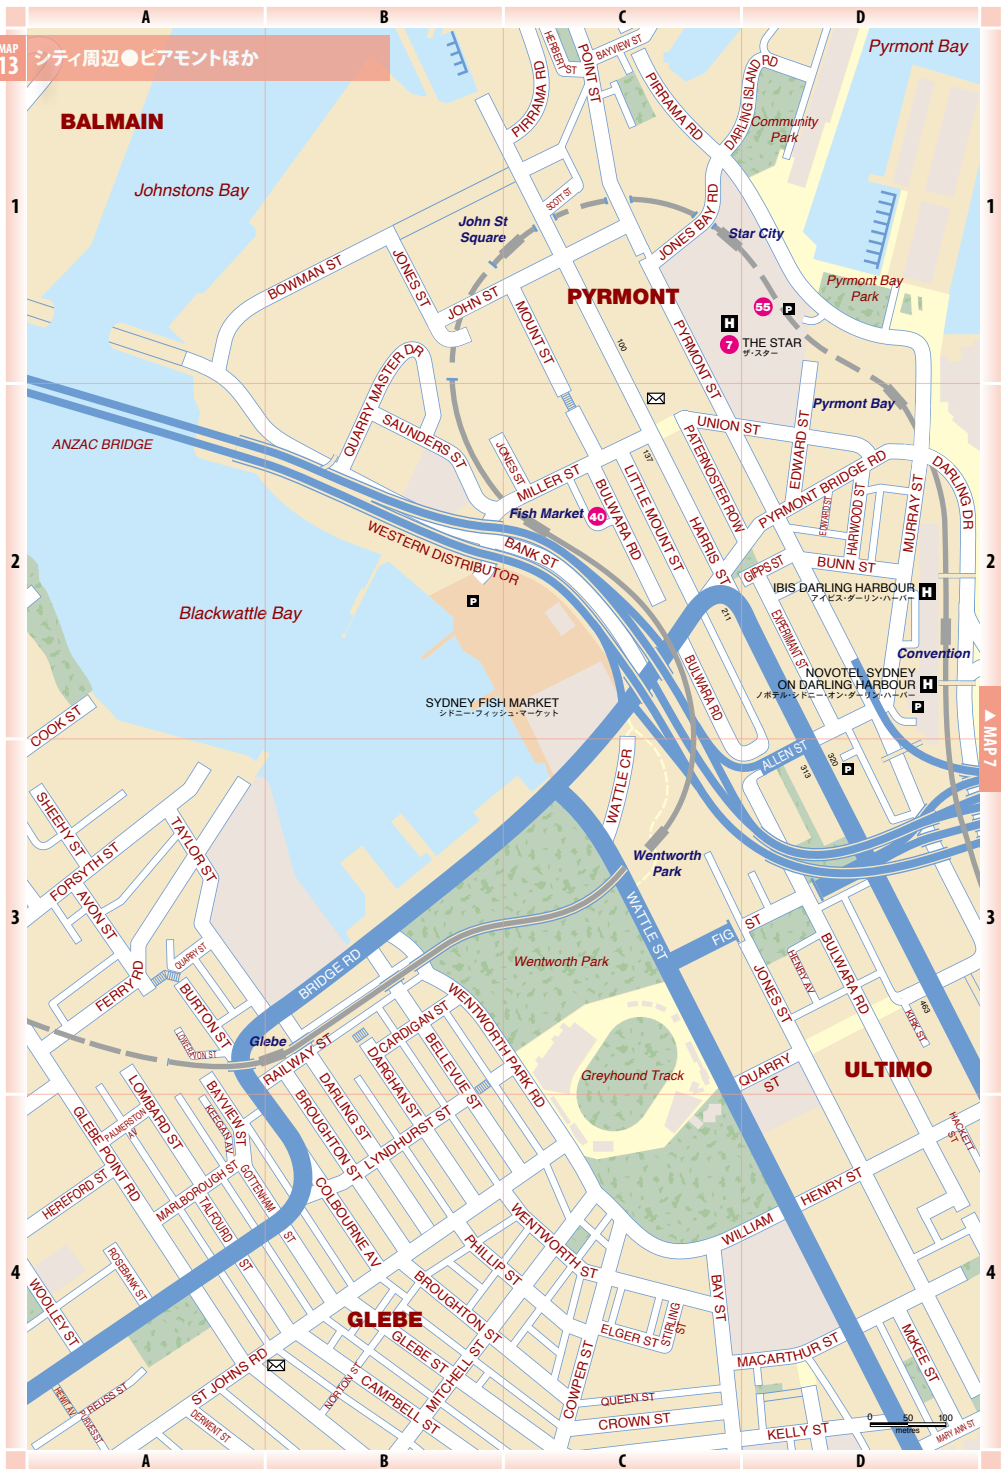 A
B
C
D
MAP
13
シティ周辺●ピアモントほか
Pyrmont Bay
HERBERT ST
BAYVIEW ST
POINT ST
PIRRAMA RD
PIRRAMA RD
DARLING ISLAND RD
Community
Park
BALMAIN
Johnstons Bay
1
1
SCOTT ST
John St
Square
JONES BAY RD
Star City
BOWMAN ST
JONES ST
JOHN ST
PYRMONT
Pyrmont Bay
Park
MOUNT ST
55
P
H
7
THE STAR
ザ・スター
100
PYRMONT ST
QUARRY MASTER DR
SAUNDERS ST
Pyrmont Bay
ANZAC BRIDGE
UNION ST
EDWARD ST
PATERNOSTER ROW
JONES ST
MILLER ST
137
PYRMONT BRIDGE RD
DARLING DR
LITTLE MOUNT ST
BULWARA RD
Fish Market
40
HARRIS ST
EDWARD ST
HARWOOD ST
MURRAY ST
WESTERN DISTRIBUTOR
BANK ST
2
2
GIPPS ST
BUNN ST
IBIS DARLING HARBOUR
アイビス・ダーリン・ハーバー
H
P
Blackwattle Bay
211
EXPERIMANT ST
Convention
BULWARA RD
NOVOTEL SYDNEY
ON DARLING HARBOUR
ノボテル・シドニー・オン・ダーリン・ハーバー
H
P
SYDNEY FISH MARKET
シドニー・フィッシュ・マーケット
COOK ST
▲MAP 7
ALLEN ST
313
320
P
WATTLE CR
SHEEHY ST
FORSYTH ST
TAYLOR ST
AVON ST
Wentworth
Park
3
3
WATTLE ST
FIG
ST
Wentworth Park
BRIDGE RD
QUARRY ST
FERRY RD
BURTON ST
HENRY AV
BULWARA RD
JONES ST
463
KIRK ST
LOWER AVON ST
Glebe
RAILWAY ST
CARDIGAN ST
WENTWORTH PARK RD
BELLEVUE ST
DARGHAN ST
Greyhound Track
QUARRY
ST
ULTIMO
LOMBARD ST
BAYVIEW ST
KEEGAN AV
DARLING ST
BROUGHTON ST
LYNDHURST ST
GLEBE POINT RD
PALMERSTON
AV
HACKETT
ST
HEREFORD ST
MARLBOROUGH ST
GOTTENHAM
ST
TALFOURD
ST
COLBOURNE AV
WILLIAM
HENRY ST
WENTWORTH ST
PHILLIP ST
ROSEBANK ST
4
4
WOOLLEY ST
BROUGHTON ST
BAY ST
GLEBE
STIRLING
ST
ELGER ST
GLEBE ST
MITCHELL ST
COWPER ST
MACARTHUR ST
McKEE ST
ST JOHNS RD
NORTON ST
CAMPBELL ST
HEWIT AV
PREUSS ST
PURVES ST
DERWENT ST
QUEEN ST
CROWN ST
KELLY ST
MARY ANN ST
0
50
100
metres
A
B
C
D